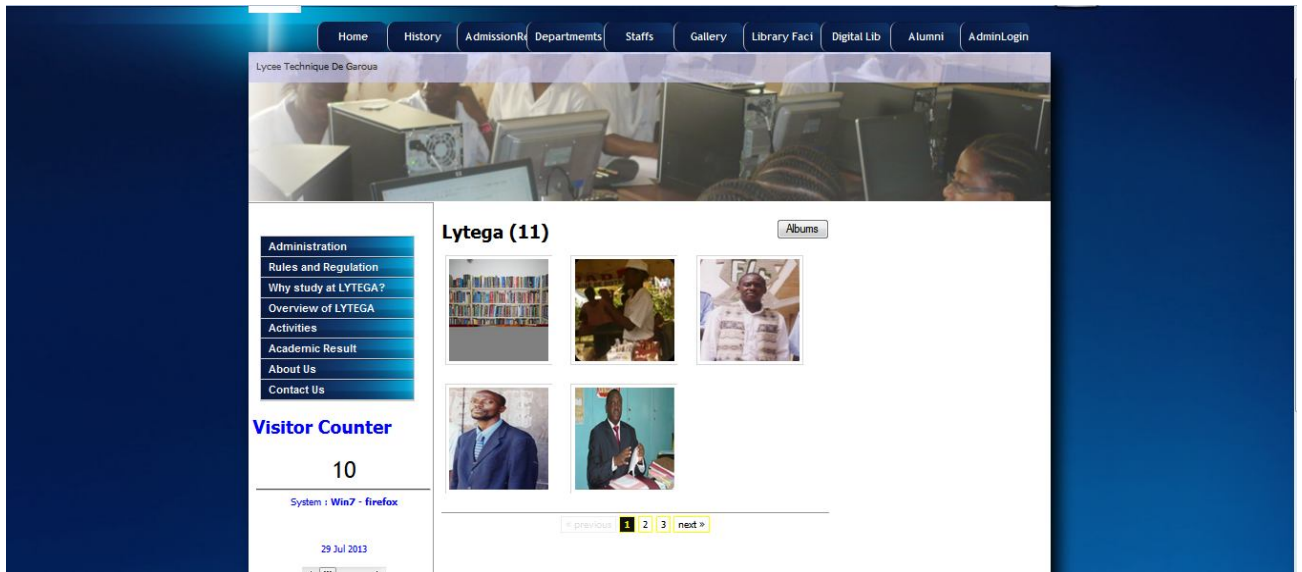 Home History AdmissionRe Departmemts Staffs Gallery Library Faci Digital Lib Alumni AdminLogin
Lycee Technique De Garoua
Administration
Rules and Regulation
Why study at LYTEGA?
Overview of LYTEGA
Activities
Academic Result
About Us
Contact Us
Visitor Counter
10
System : Win7 - firefox
29 Jul 2013
Lytega (11)
Albums
« previous 1 2 3 next »